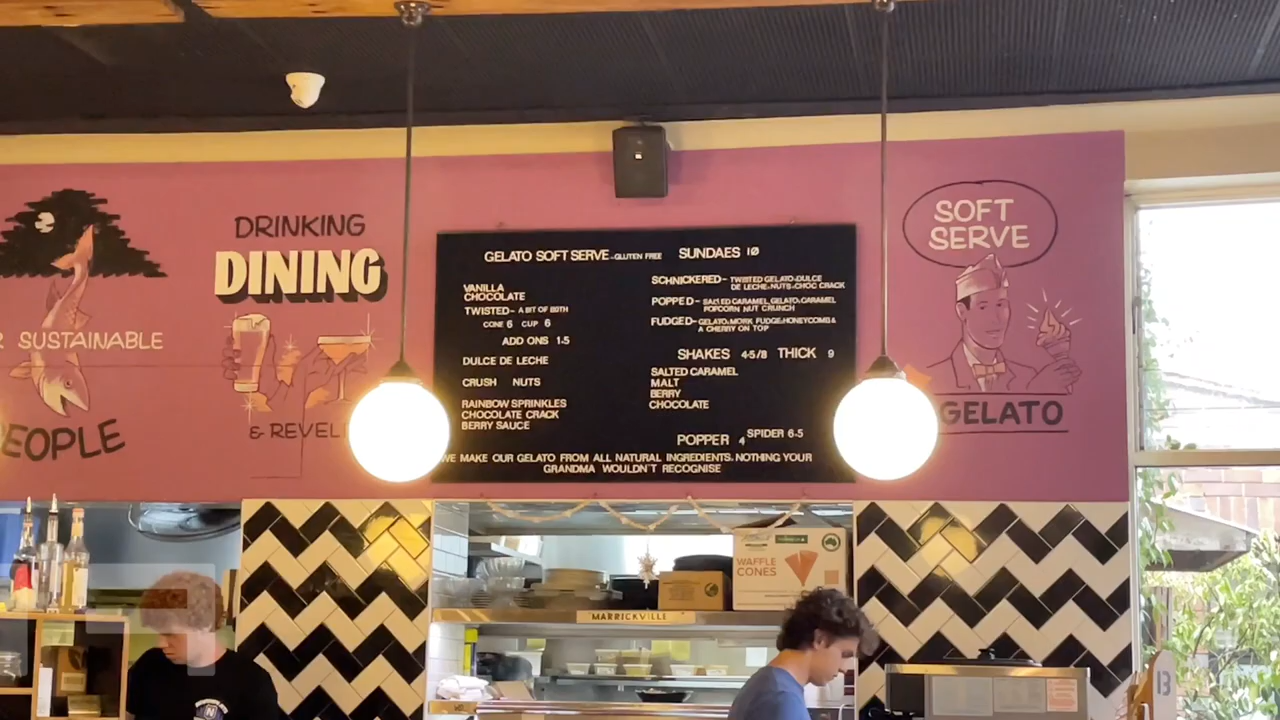 SUSTAINABLE
DRINKING
DINING
GELATO SOFT SERVE-GLUTEN FREE
VANILLA
CHOCOLATE
TWISTED- A BIT OF BOTH
CONE 6 CUP 6
ADD ONS 1.5
DULCE DE LECHE
CRUSH NUTS
RAINBOW SPRINKLES
CHOCOLATE CRACK
BERRY SAUCE
SUNDAES 10
SCHNICKERED- TWISTED GELATO.DULCE
DE LECHE.NUTS.CHOC CRACK
POPPED- SALTED CARAMEL.GELATO.CARAMEL
POPCORN NUT CRUNCH
FUDGED-GELATO.MORK FUDGE.HONEYCOMB &
A CHERRY ON TOP
SHAKES 4.5/8 THICK 9
SALTED CARAMEL
MALT
BERRY
CHOCOLATE
POPPER 4 SPIDER 6.5
WE MAKE OUR GELATO FROM ALL NATURAL INGREDIENTS. NOTHING YOUR
GRANDMA WOULDN'T RECOGNISE
SOFT
SERVE
GELATO
WAFFLE
CONES
MARRICKVILLE
13